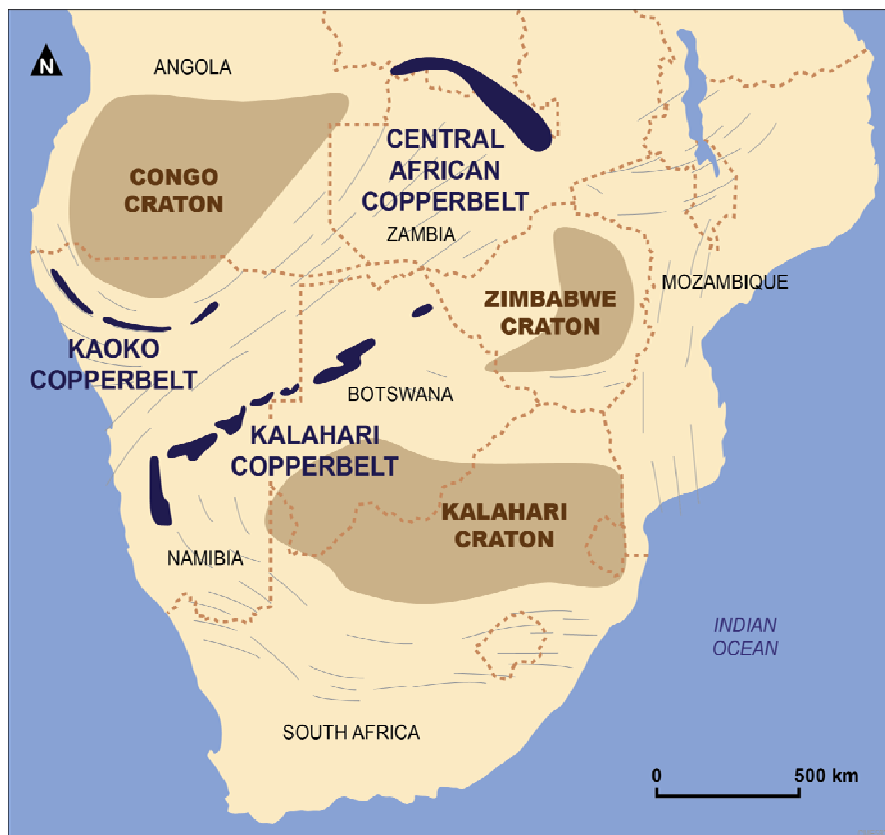 N
ANGOLA
CONGO
CRATON
CENTRAL
AFRICAN
COPPERBELT
ZAMBIA
MOZAMBIQUE
ZIMBABWE
CRATON
KAOKO
COPPERBELT
BOTSWANA
KALAHARI
COPPERBELT
KALAHARI
CRATON
NAMIBIA
INDIAN
OCEAN
SOUTH AFRICA
0 500 km